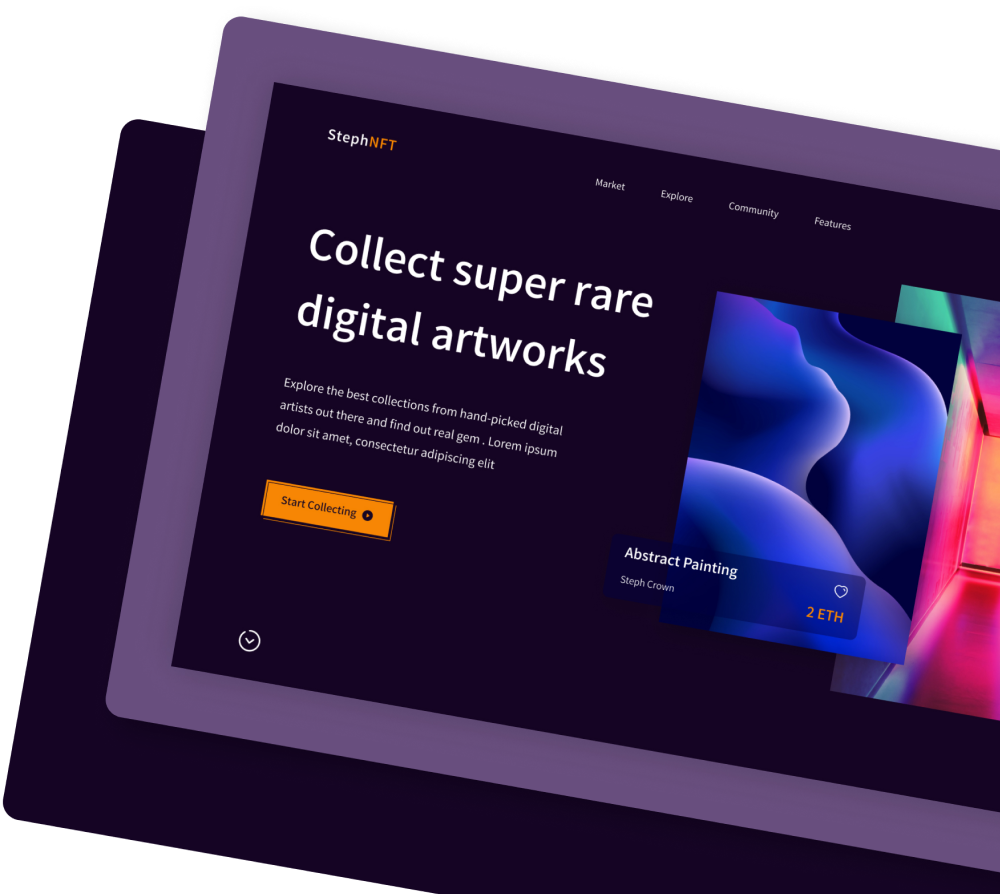 StephNFT
Market Explore Community Features
Collect super rare
digital artworks
Explore the best collections from hand-picked digital
artists out there and find out real gem . Lorem ipsum
dolor sit amet, consectetur adipiscing elit
Start Collecting
Abstract Painting
Steph Crown
2 ETH